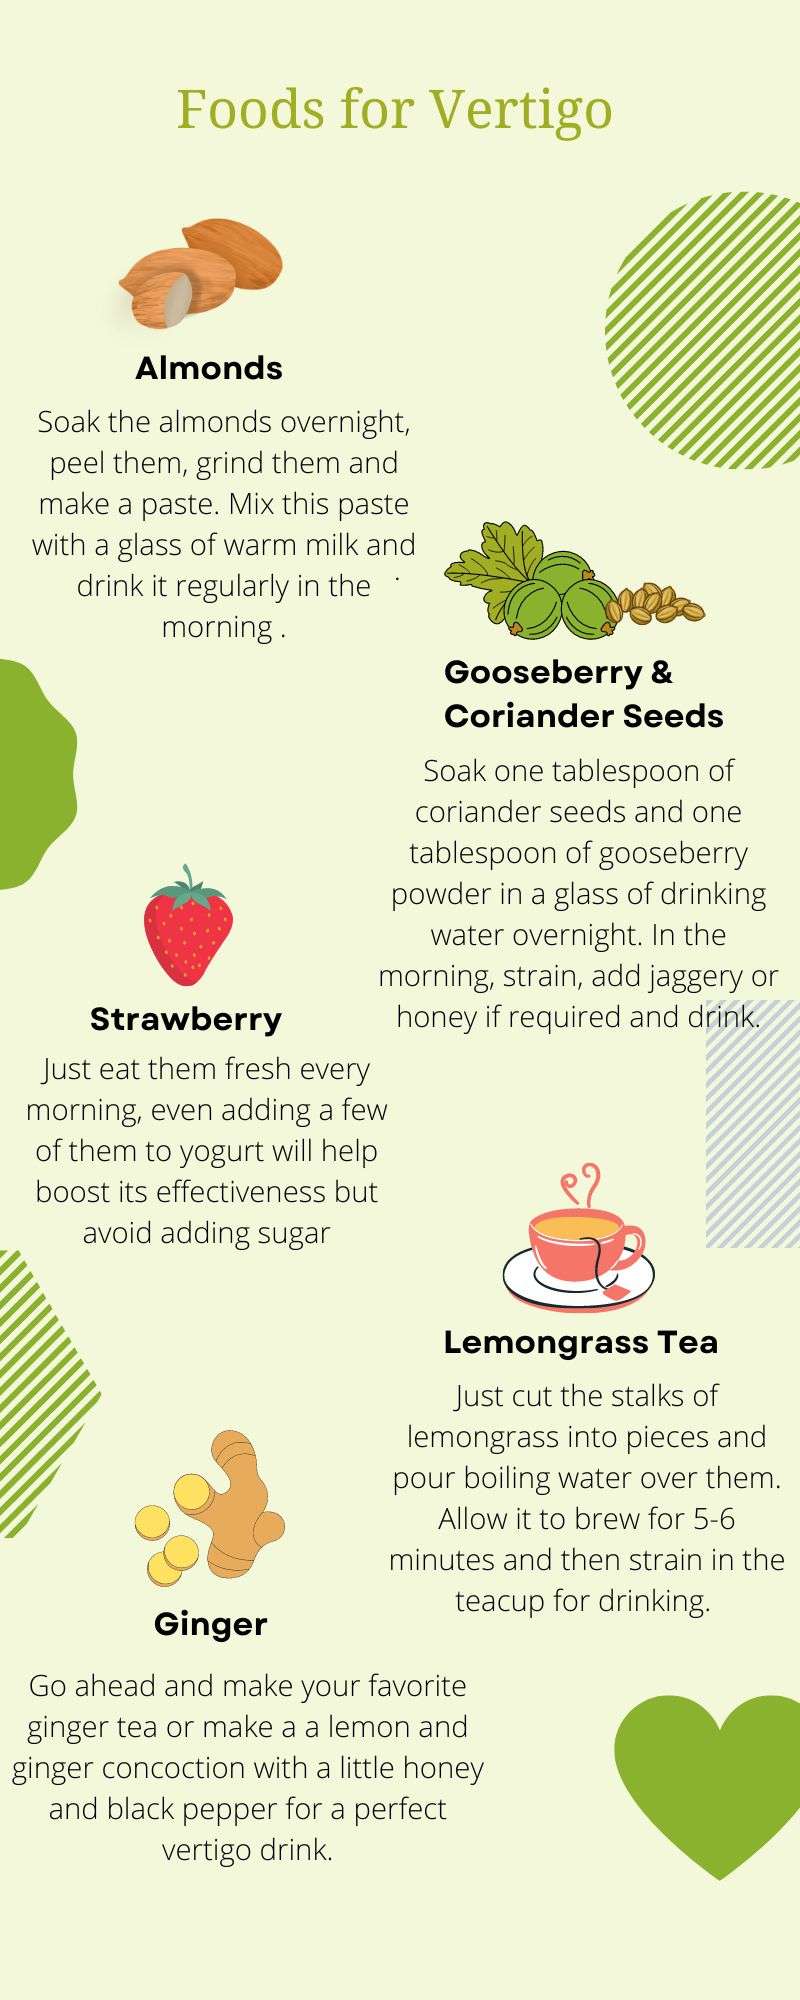 Foods for Vertigo
Almonds
Soak the almonds overnight,
peel them, grind them and
make a paste. Mix this paste
with a glass of warm milk and
drink it regularly in the .
morning .
Gooseberry &
Coriander Seeds
Soak one tablespoon of
coriander seeds and one
tablespoon of gooseberry
powder in a glass of drinking
water overnight. In the
morning, strain, add jaggery or
honey if required and drink.
Strawberry
Just eat them fresh every
morning, even adding a few
of them to yogurt will help
boost its effectiveness but
avoid adding sugar
Lemongrass Tea
Just cut the stalks of
lemongrass into pieces and
pour boiling water over them.
Allow it to brew for 5-6
minutes and then strain in the
teacup for drinking.
Ginger
Go ahead and make your favorite
ginger tea or make a a lemon and
ginger concoction with a little honey
and black pepper for a perfect
vertigo drink.